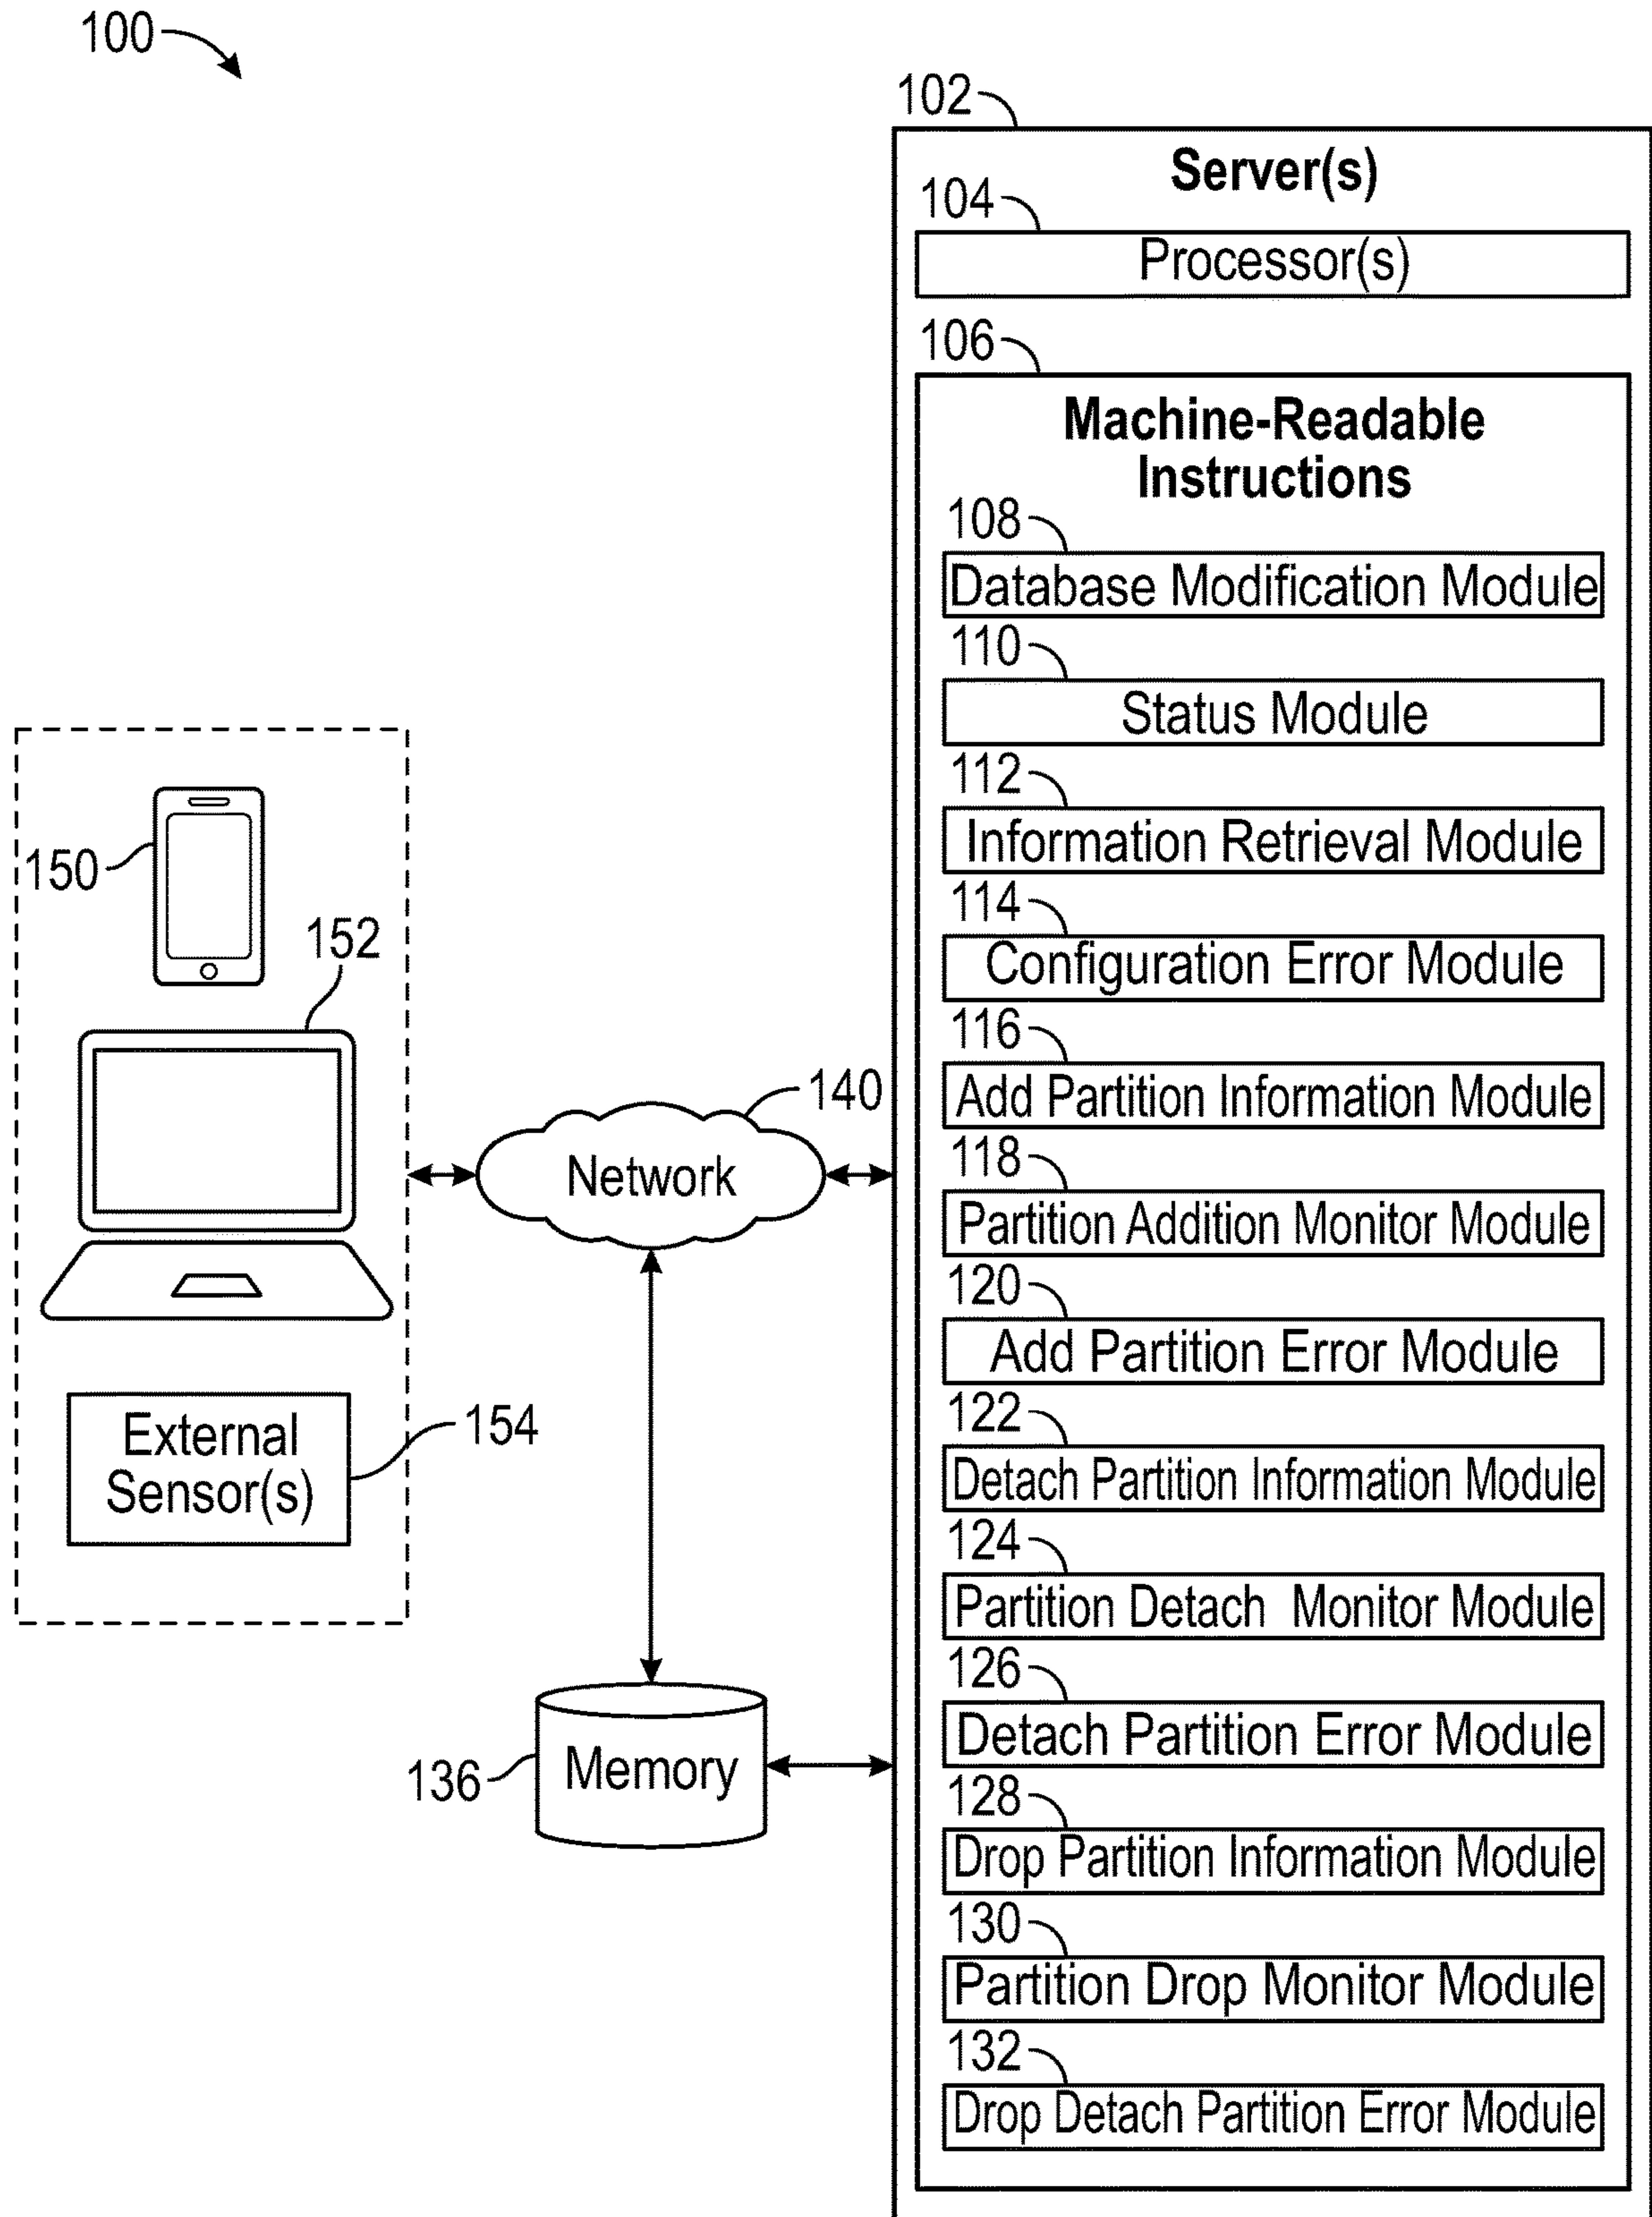 100
102
Server(s)
104
Processor(s)
106
Machine-Readable
Instructions
108
Database Modification Module
110
Status Module
112
Information Retrieval Module
114
Configuration Error Module
116
Add Partition Information Module
118
Partition Addition Monitor Module
120
Add Partition Error Module
122
Detach Partition Information Module
124
Partition Detach Monitor Module
126
Detach Partition Error Module
128
Drop Partition Information Module
130
Partition Drop Monitor Module
132
Drop Detach Partition Error Module
150
152
External
Sensor(s)
154
140
Network
136
Memory